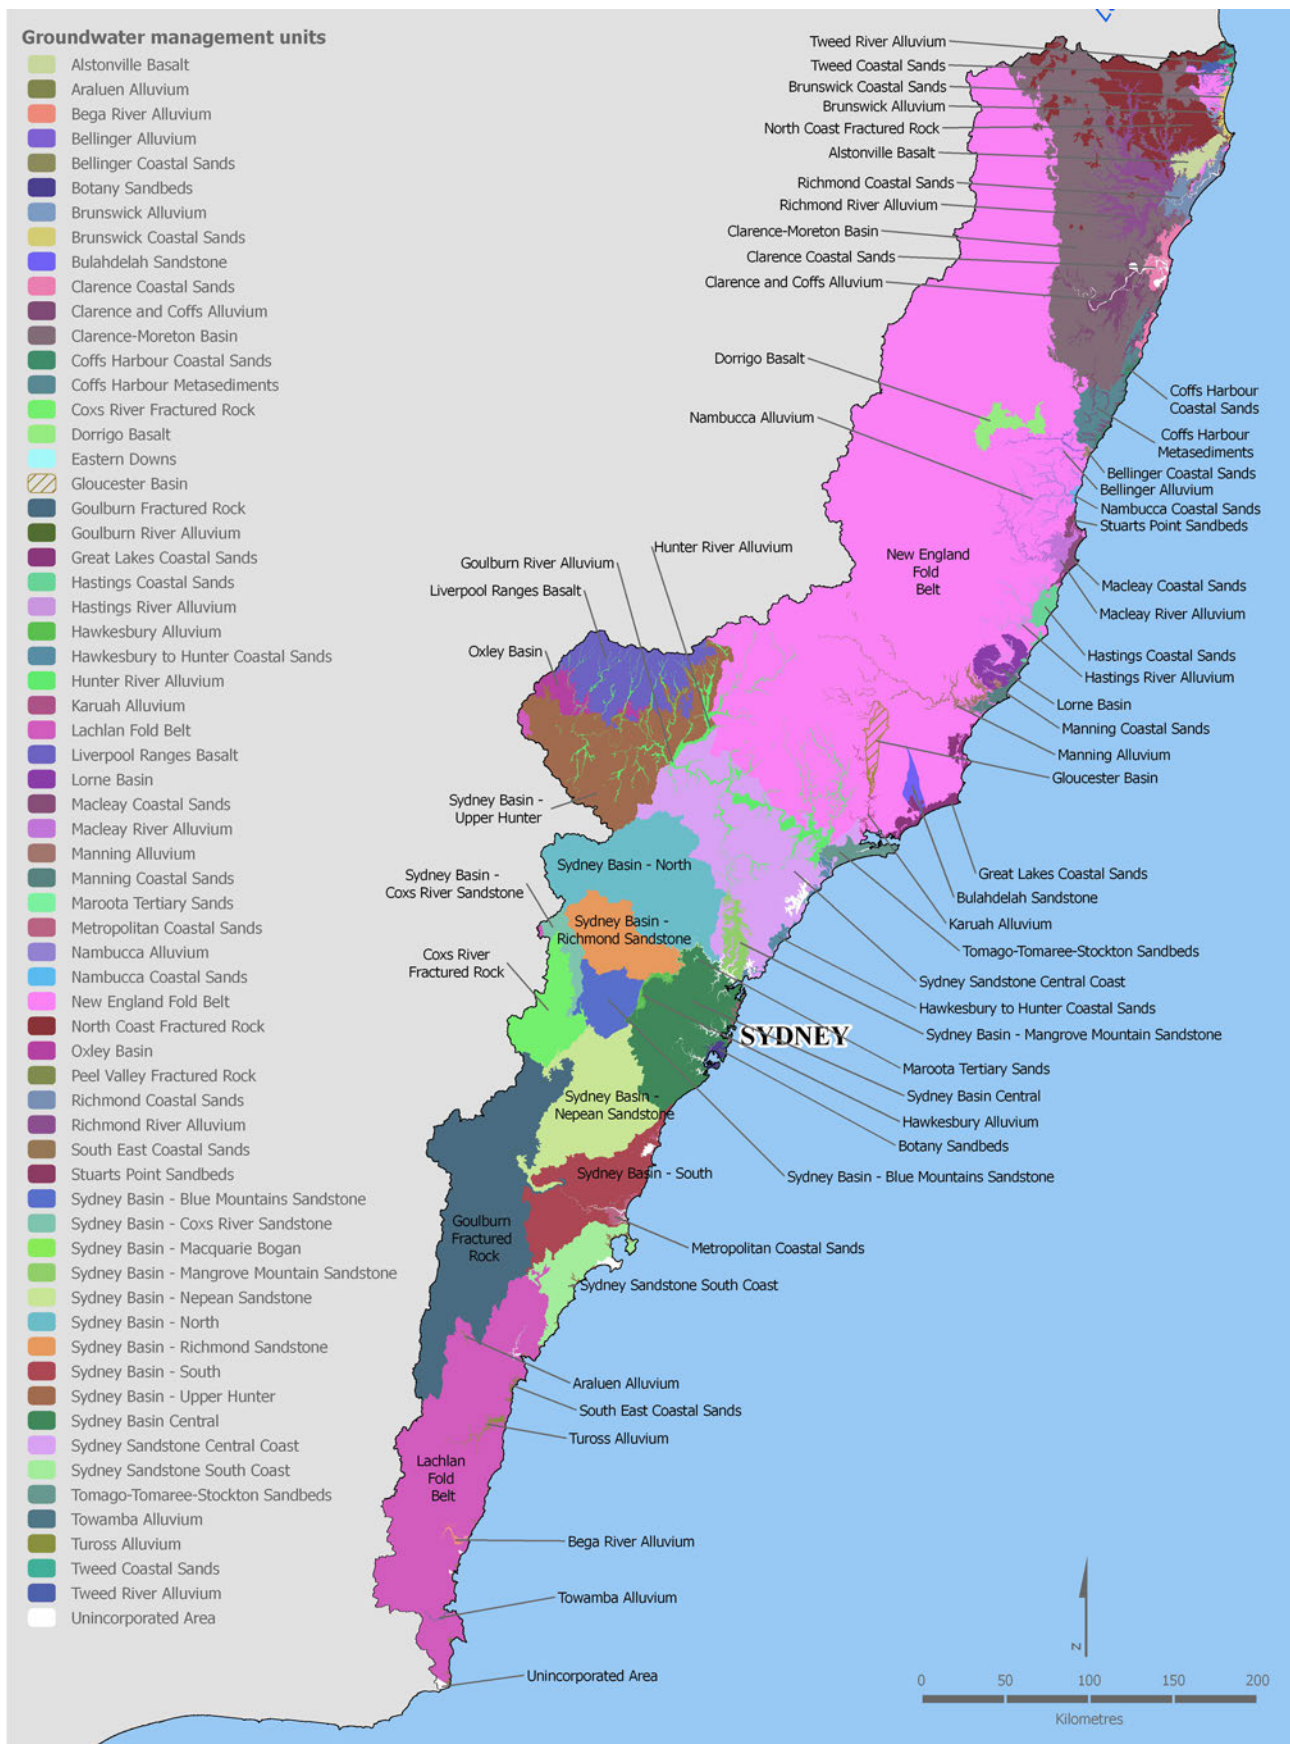 Groundwater management units
Alstonville Basalt
Araluen Alluvium
Bega River Alluvium
Bellinger Alluvium
Bellinger Coastal Sands
Botany Sandbeds
Brunswick Alluvium
Brunswick Coastal Sands
Bulahdelah Sandstone
Clarence Coastal Sands
Clarence and Coffs Alluvium
Clarence-Moreton Basin
Coffs Harbour Coastal Sands
Coffs Harbour Metasediments
Coxs River Fractured Rock
Dorrigo Basalt
Eastern Downs
Gloucester Basin
Goulburn Fractured Rock
Goulburn River Alluvium
Great Lakes Coastal Sands
Hastings Coastal Sands
Hastings River Alluvium
Hawkesbury Alluvium
Hawkesbury to Hunter Coastal Sands
Hunter River Alluvium
Karuah Alluvium
Lachlan Fold Belt
Liverpool Ranges Basalt
Lorne Basin
Macleay Coastal Sands
Macleay River Alluvium
Manning Alluvium
Manning Coastal Sands
Maroota Tertiary Sands
Metropolitan Coastal Sands
Nambucca Alluvium
Nambucca Coastal Sands
New England Fold Belt
North Coast Fractured Rock
Oxley Basin
Peel Valley Fractured Rock
Richmond Coastal Sands
Richmond River Alluvium
South East Coastal Sands
Stuarts Point Sandbeds
Sydney Basin - Blue Mountains Sandstone
Sydney Basin - Coxs River Sandstone
Sydney Basin - Macquarie Bogan
Sydney Basin - Mangrove Mountain Sandstone
Sydney Basin - Nepean Sandstone
Sydney Basin - North
Sydney Basin - Richmond Sandstone
Sydney Basin - South
Sydney Basin - Upper Hunter
Sydney Basin Central
Sydney Sandstone Central Coast
Sydney Sandstone South Coast
Tomago-Tomaree-Stockton Sandbeds
Towamba Alluvium
Tuross Alluvium
Tweed Coastal Sands
Tweed River Alluvium
Unincorporated Area
Tweed River Alluvium
Tweed Coastal Sands
Brunswick Coastal Sands
Brunswick Alluvium
North Coast Fractured Rock
Alstonville Basalt
Richmond Coastal Sands
Richmond River Alluvium
Clarence-Moreton Basin
Clarence Coastal Sands
Clarence and Coffs Alluvium
Dorrigo Basalt
Nambucca Alluvium
Coffs Harbour
Coastal Sands
Coffs Harbour
Metasediments
Bellinger Coastal Sands
Bellinger Alluvium
Nambucca Coastal Sands
Stuarts Point Sandbeds
New England
Fold
Belt
Macleay Coastal Sands
Macleay River Alluvium
Hastings Coastal Sands
Hastings River Alluvium
Lorne Basin
Manning Coastal Sands
Manning Alluvium
Gloucester Basin
Hunter River Alluvium
Goulburn River Alluvium
Liverpool Ranges Basalt
Oxley Basin
Sydney Basin -
Upper Hunter
Sydney Basin - North
Sydney Basin -
Coxs River Sandstone
Sydney Basin -
Richmond Sandstone
Coxs River
Fractured Rock
Great Lakes Coastal Sands
Bulahdelah Sandstone
Karuah Alluvium
Tomago-Tomaree-Stockton Sandbeds
Sydney Sandstone Central Coast
Hawkesbury to Hunter Coastal Sands
Sydney Basin - Mangrove Mountain Sandstone
SYDNEY
Maroota Tertiary Sands
Sydney Basin Central
Hawkesbury Alluvium
Botany Sandbeds
Sydney Basin - Blue Mountains Sandstone
Sydney Basin -
Nepean Sandstone
Sydney Basin - South
Goulburn
Fractured
Rock
Metropolitan Coastal Sands
Sydney Sandstone South Coast
Araluen Alluvium
South East Coastal Sands
Tuross Alluvium
Lachlan
Fold
Belt
Bega River Alluvium
Towamba Alluvium
Unincorporated Area
N
0 50 100 150 200
Kilometres